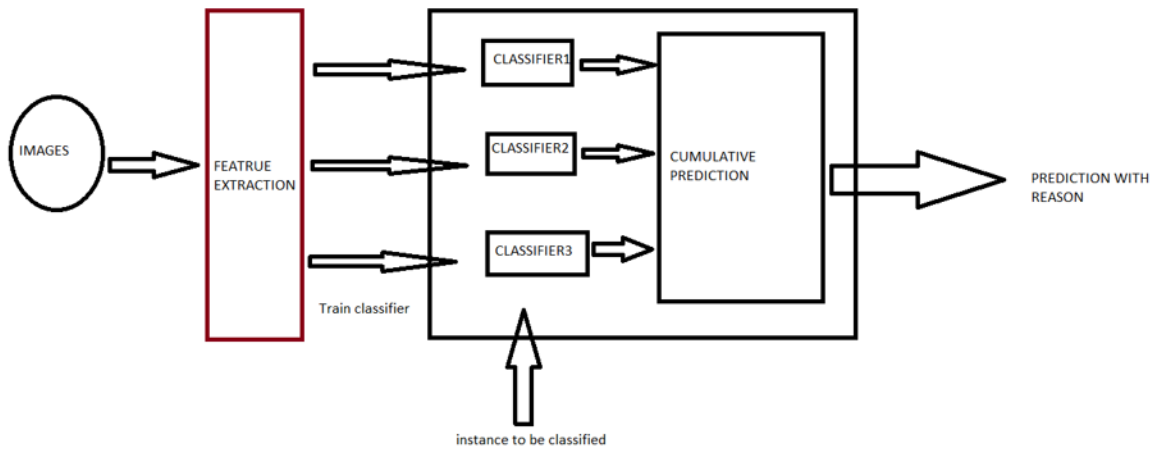 IMAGES
FEATRUE
EXTRACTION
Train classifier
CLASSIFIER1
CLASSIFIER2
CLASSIFIER3
instance to be classified
CUMULATIVE
PREDICTION
PREDICTION WITH
REASON